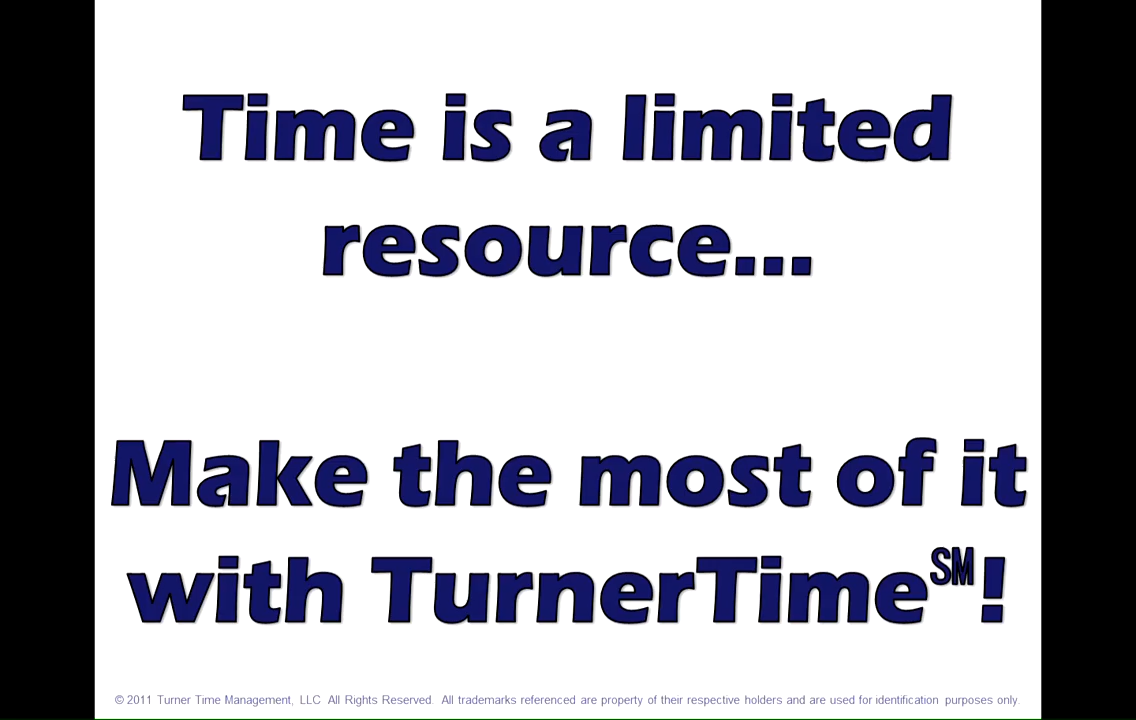 Time is a limited
resource...
Make the most of it
with TurnerTime℠!
© 2011 Turner Time Management, LLC All Rights Reserved. All trademarks referenced are property of their respective holders and are used for identification purposes only.